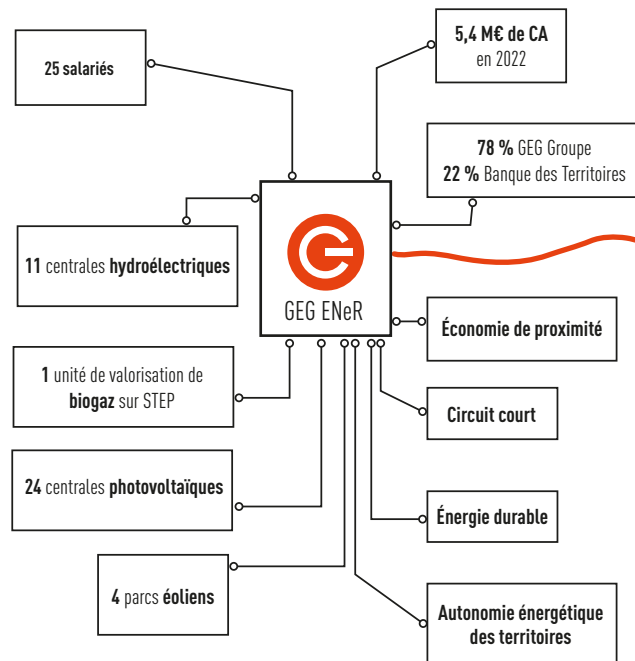 25 salariés
5,4 M€ de CA
en 2022
78 % GEG Groupe
22 % Banque des Territoires
11 centrales hydroélectriques
GEG ENeR
Économie de proximité
1 unité de valorisation de
biogaz sur STEP
Circuit court
24 centrales photovoltaïques
Énergie durable
4 parcs éoliens
Autonomie énergétique
des territoires